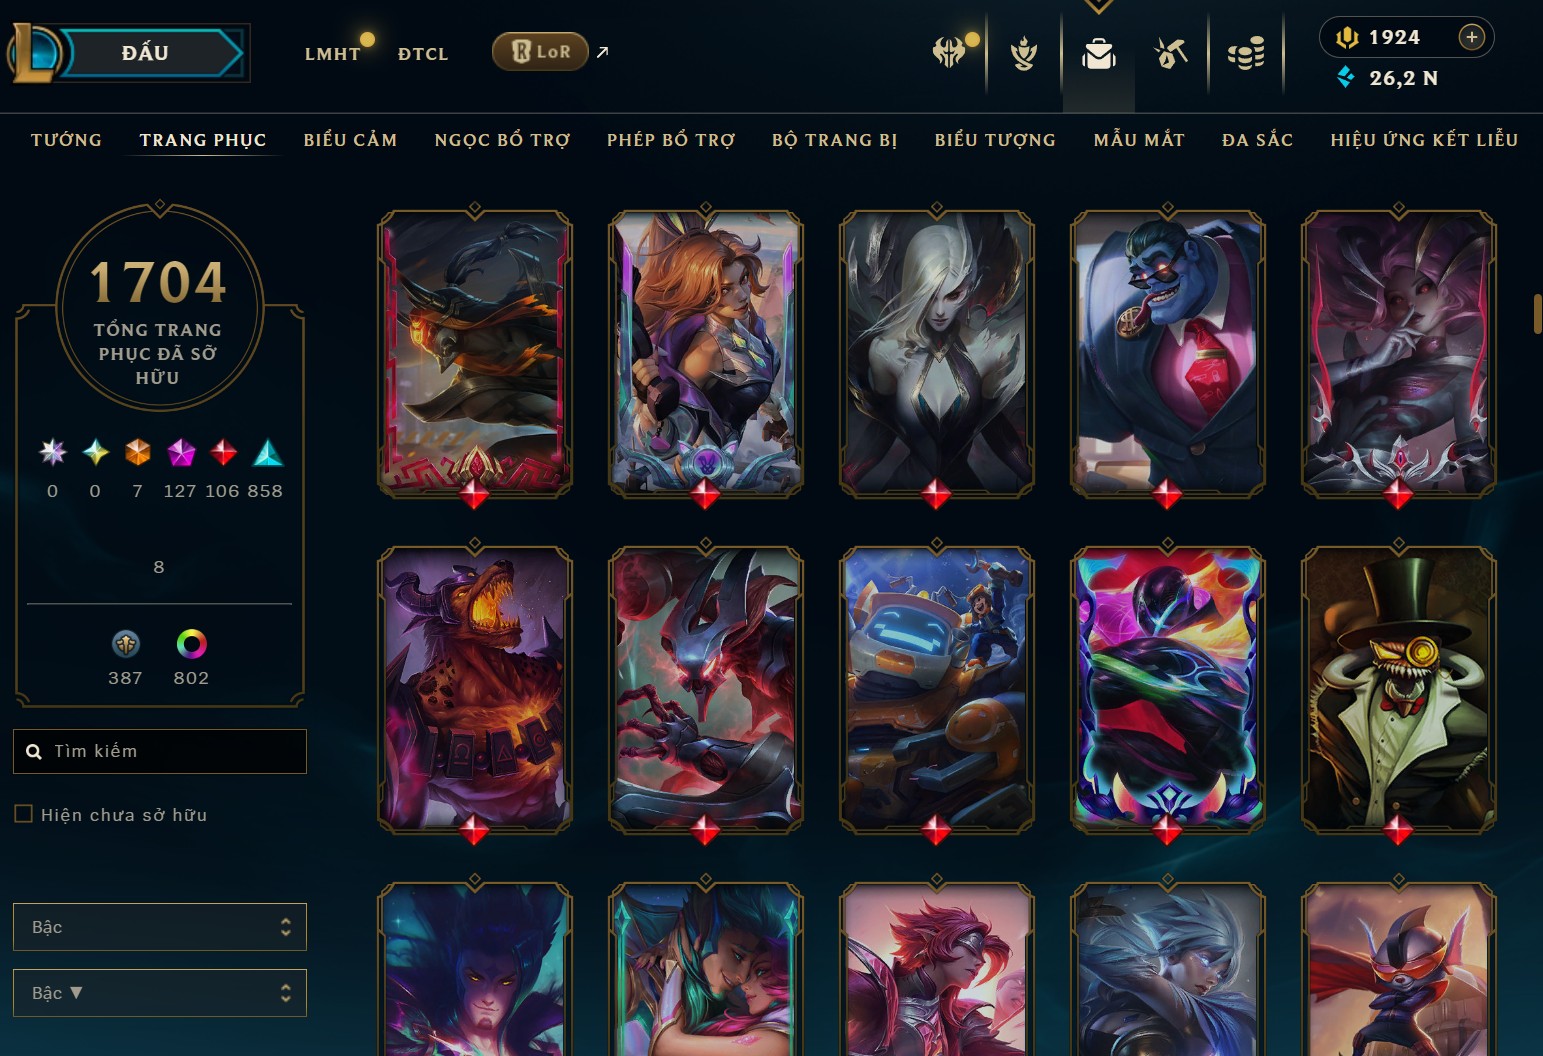 ĐẤU
LMHT
ĐTCL
LoR
1924
26,2 N
TƯỚNG
TRANG PHỤC
BIỂU CẢM
NGỌC BỔ TRỢ
PHÉP BỔ TRỢ
BỘ TRANG BỊ
BIỂU TƯỢNG
MẪU MẮT
ĐA SẮC
HIỆU ỨNG KẾT LIỄU
1704
TỔNG TRANG
PHỤC ĐÃ SỞ
HỮU
0 0 7 127 106 858
8
387 802
Tìm kiếm
Hiện chưa sở hữu
Bậc
Bậc ▼